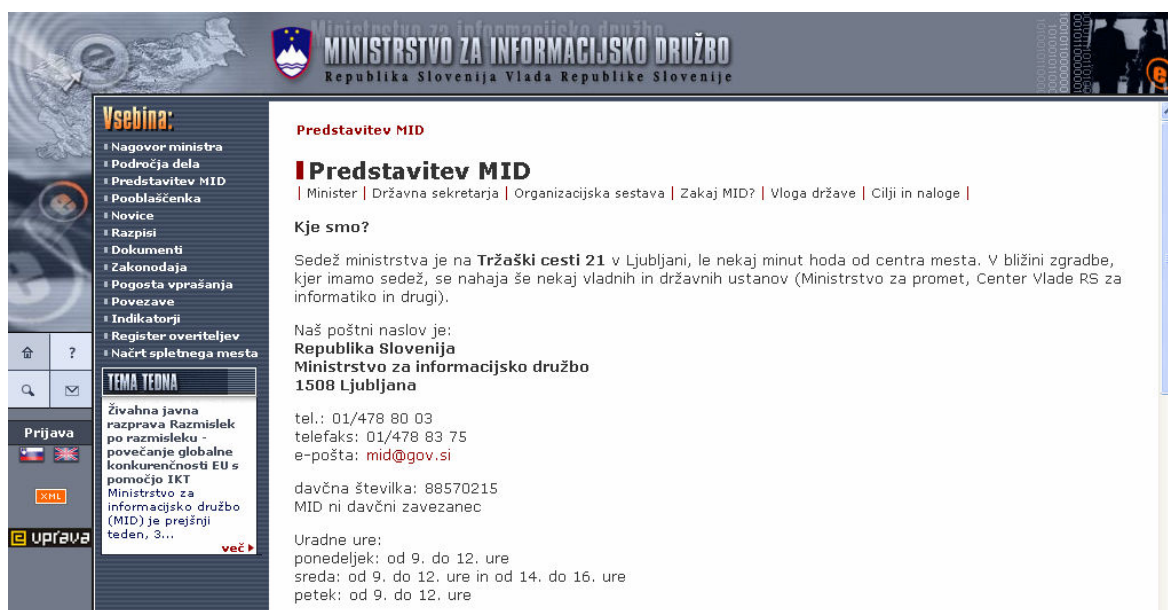 MINISTRSTVO ZA INFORMACIJSKO DRUŽBO
Republika Slovenija Vlada Republike Slovenije
Vsebina:
Nagovor ministra
Področja dela
Predstavitev MID
Pooblaščenka
Novice
Razpisi
Dokumenti
Zakonodaja
Pogosta vprašanja
Povezave
Indikatorji
Register overiteljev
Načrt spletnega mesta
TEMA TEDNA
Živahna javna
razprava Razmislek
po razmisleku -
povečanje globalne
konkurenčnosti EU s
pomočjo IKT
Ministrstvo za
informacijsko družbo
(MID) je prejšnji
teden, 3...
več
?
Prijava
XML
e uprava
Predstavitev MID
Predstavitev MID
| Minister | Državna sekretarja | Organizacijska sestava | Zakaj MID? | Vloga države | Cilji in naloge |
Kje smo?
Sedež ministrstva je na Tržaški cesti 21 v Ljubljani, le nekaj minut hoda od centra mesta. V bližini zgradbe,
kjer imamo sedež, se nahaja še nekaj vladnih in državnih ustanov (Ministrstvo za promet, Center Vlade RS za
informatiko in drugi).
Naš poštni naslov je:
Republika Slovenija
Ministrstvo za informacijsko družbo
1508 Ljubljana
tel.: 01/478 80 03
telefaks: 01/478 83 75
e-pošta: mid@gov.si
davčna številka: 88570215
MID ni davčni zavezanec
Uradne ure:
ponedeljek: od 9. do 12. ure
sreda: od 9. do 12. ure in od 14. do 16. ure
petek: od 9. do 12. ure